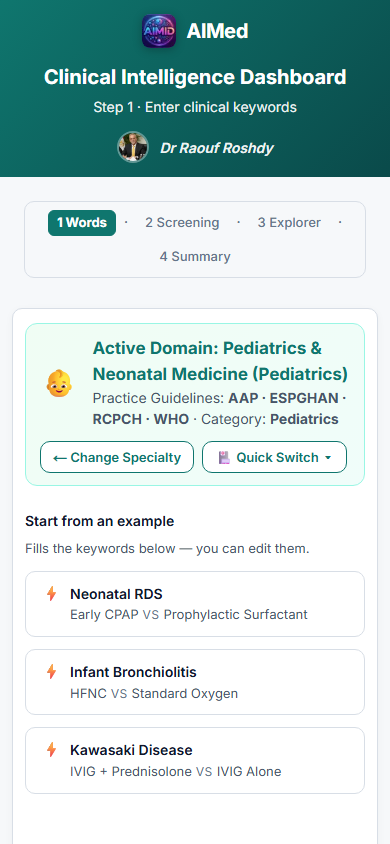 AIMID
AIMed
Clinical Intelligence Dashboard
Step 1 · Enter clinical keywords
Dr Raouf Roshdy
1 Words · 2 Screening · 3 Explorer ·
4 Summary
Active Domain: Pediatrics &
Neonatal Medicine (Pediatrics)
Practice Guidelines: AAP · ESPGHAN ·
RCPCH · WHO · Category: Pediatrics
← Change Specialty
Quick Switch
Start from an example
Fills the keywords below — you can edit them.
Neonatal RDS
Early CPAP VS Prophylactic Surfactant
Infant Bronchiolitis
HFNC VS Standard Oxygen
Kawasaki Disease
IVIG + Prednisolone VS IVIG Alone